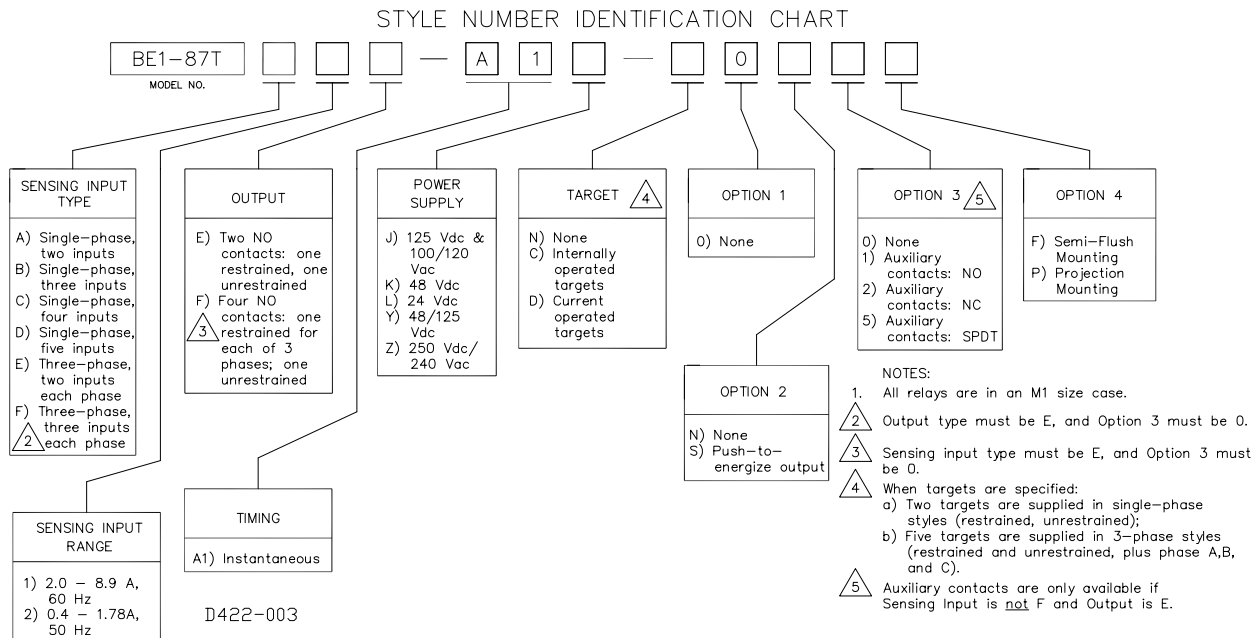 STYLE NUMBER IDENTIFICATION CHART
BE1-87T — A 1 — 0
MODEL NO.
SENSING INPUT
TYPE
A) Single-phase,
two inputs
B) Single-phase,
three inputs
C) Single-phase,
four inputs
D) Single-phase,
five inputs
E) Three-phase,
two inputs
each phase
F) Three-phase,
three inputs
2 each phase
OUTPUT
E) Two NO
contacts: one
restrained, one
unrestrained
F) Four NO
contacts: one
3 restrained for
each of 3
phases; one
unrestrained
POWER
SUPPLY
J) 125 Vdc &
100/120
Vac
K) 48 Vdc
L) 24 Vdc
Y) 48/125
Vdc
Z) 250 Vdc/
240 Vac
TARGET 4
N) None
C) Internally
operated
targets
D) Current
operated
targets
OPTION 1
0) None
OPTION 3 5
0) None
1) Auxiliary
contacts: NO
2) Auxiliary
contacts: NC
5) Auxiliary
contacts: SPDT
OPTION 4
F) Semi-Flush
Mounting
P) Projection
Mounting
OPTION 2
N) None
S) Push-to-
energize output
SENSING INPUT
RANGE
1) 2.0 - 8.9 A,
60 Hz
2) 0.4 - 1.78A,
50 Hz
TIMING
A1) Instantaneous
D422-003
NOTES:
1. All relays are in an M1 size case.
2 Output type must be E, and Option 3 must be 0.
3 Sensing input type must be E, and Option 3 must
be 0.
4 When targets are specified:
a) Two targets are supplied in single-phase
styles (restrained, unrestrained);
b) Five targets are supplied in 3-phase styles
(restrained and unrestrained, plus phase A,B,
and C).
5 Auxiliary contacts are only available if
Sensing Input is not F and Output is E.